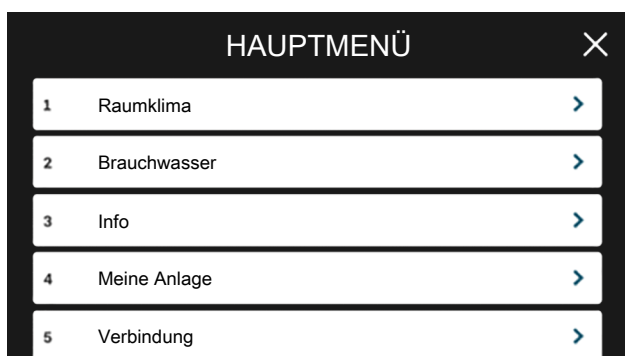 HAUPTMENÜ
1 Raumklima
2 Brauchwasser
3 Info
4 Meine Anlage
5 Verbindung